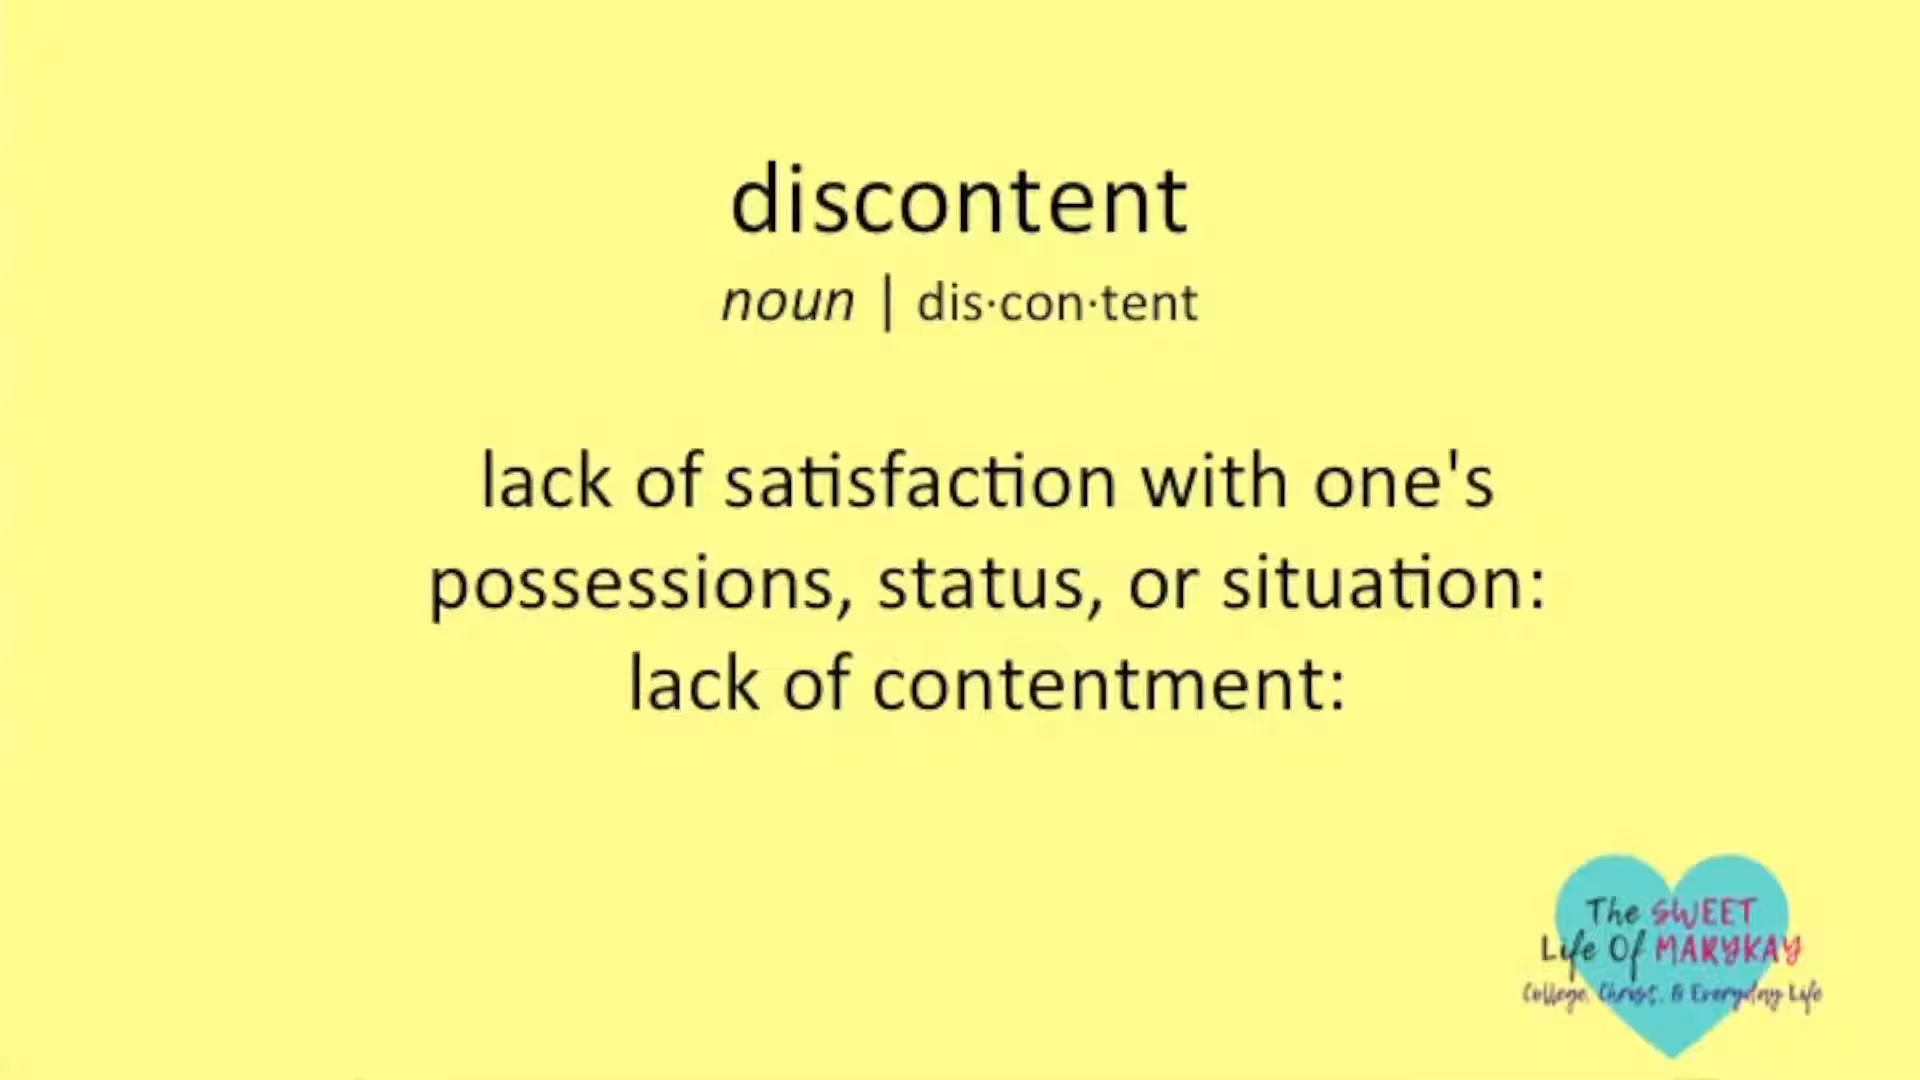 discontent
noun | dis·con·tent
lack of satisfaction with one's
possessions, status, or situation:
lack of contentment:
The SWEET
Life Of MARYKAY
College, Christ, & Everyday Life